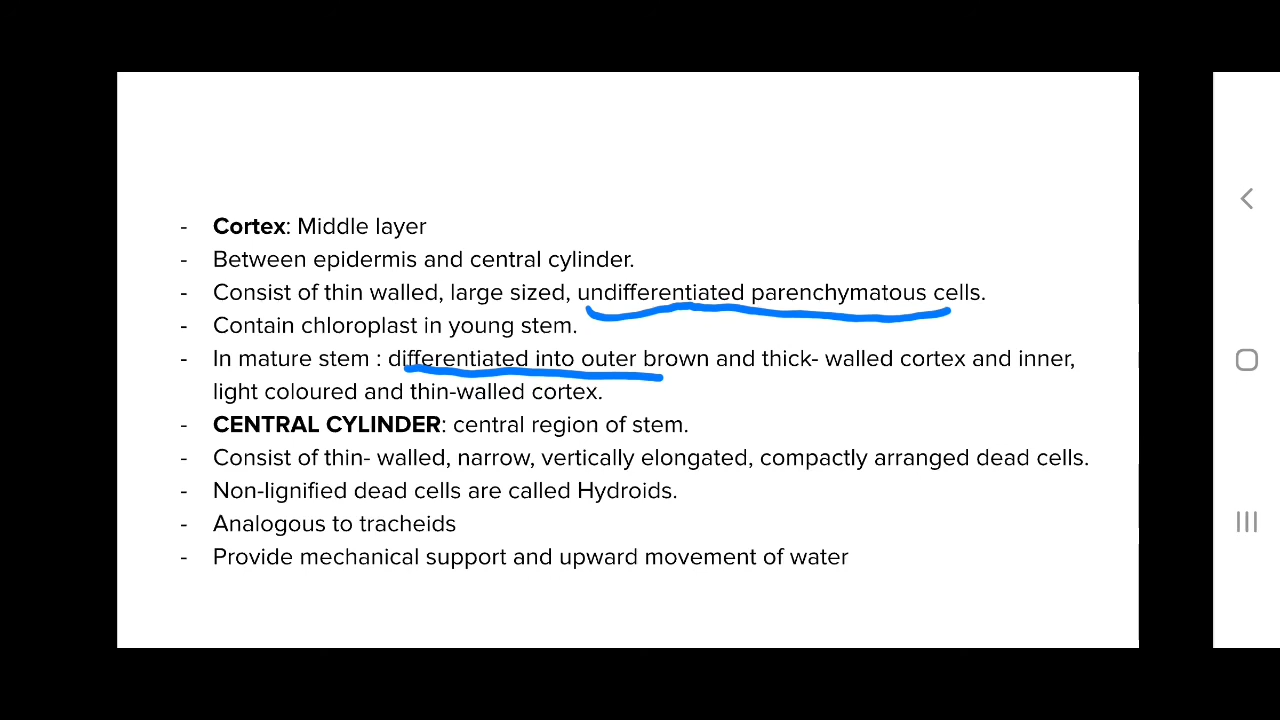 - Cortex: Middle layer
- Between epidermis and central cylinder.
- Consist of thin walled, large sized, undifferentiated parenchymatous cells.
- Contain chloroplast in young stem.
- In mature stem : differentiated into outer brown and thick- walled cortex and inner,
light coloured and thin-walled cortex.
- CENTRAL CYLINDER: central region of stem.
- Consist of thin- walled, narrow, vertically elongated, compactly arranged dead cells.
- Non-lignified dead cells are called Hydroids.
- Analogous to tracheids
- Provide mechanical support and upward movement of water